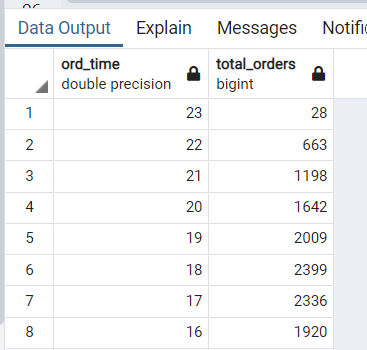 Data Output Explain Messages Notifi
ord_time total_orders
double precision bigint
1 23 28
2 22 663
3 21 1198
4 20 1642
5 19 2009
6 18 2399
7 17 2336
8 16 1920